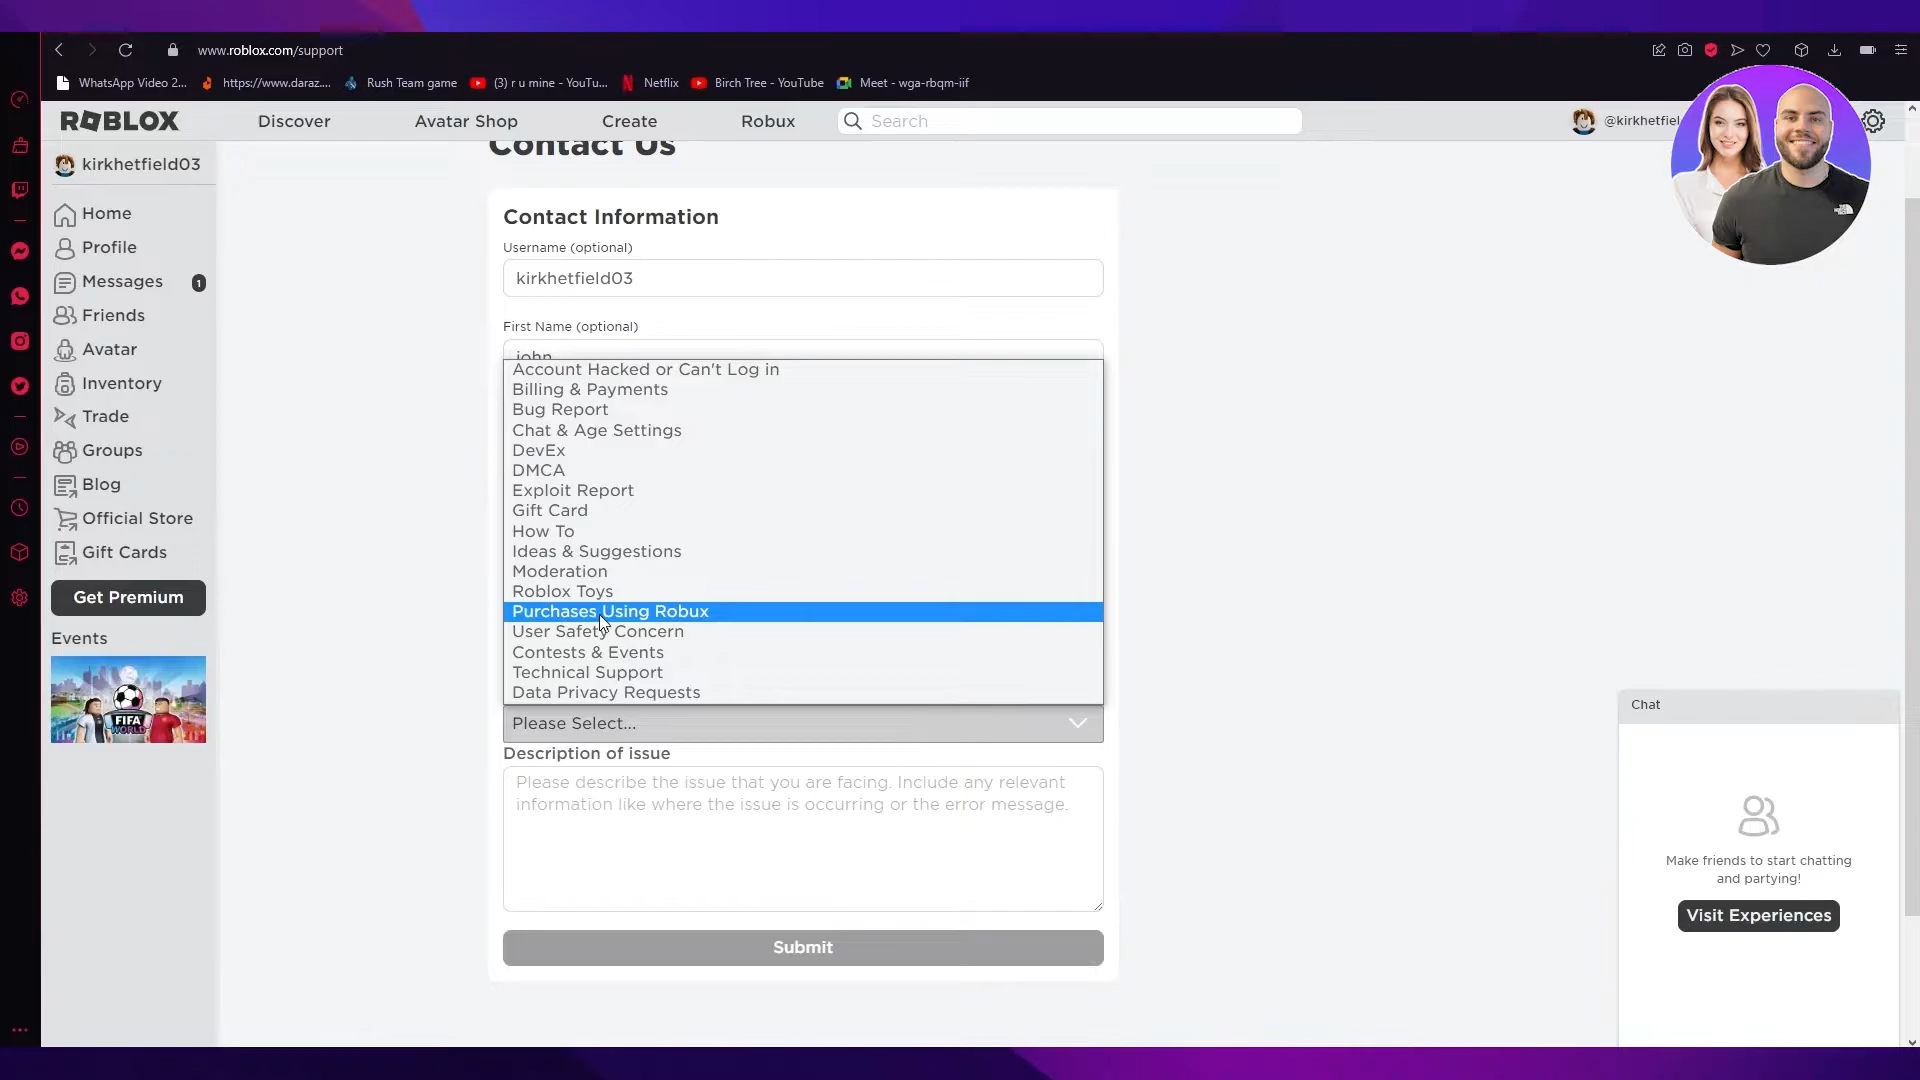 www.roblox.com/support
WhatsApp Video 2...
https://www.daraz....
Rush Team game
(3) r u mine - YouTu...
Netflix
Birch Tree - YouTube
Meet - wga-rbqm-iif
ROBLOX
Discover
Avatar Shop
Create
Robux
Search
@kirkhetfiel
kirkhetfield03
Home
Profile
Messages
1
Friends
Avatar
Inventory
Trade
Groups
Blog
Official Store
Gift Cards
Get Premium
Events
FIFA
WORLD
Contact Us
Contact Information
Username (optional)
kirkhetfield03
First Name (optional)
john
Account Hacked or Can't Log in
Billing & Payments
Bug Report
Chat & Age Settings
DevEx
DMCA
Exploit Report
Gift Card
How To
Ideas & Suggestions
Moderation
Roblox Toys
Purchases Using Robux
User Safety Concern
Contests & Events
Technical Support
Data Privacy Requests
Please Select...
Description of issue
Please describe the issue that you are facing. Include any relevant
information like where the issue is occurring or the error message.
Submit
Chat
Make friends to start chatting
and partying!
Visit Experiences